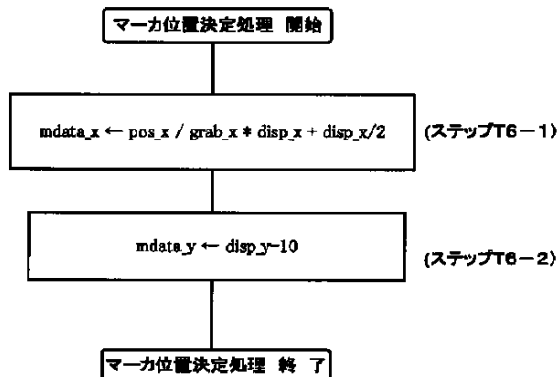 マーカ位置決定処理 開始
mdata_x ← pos_x / grab_x * disp_x + disp_x/2
(ステップT6－1)
mdata_y ← disp_y-10
(ステップT6－2)
マーカ位置決定処理 終 了